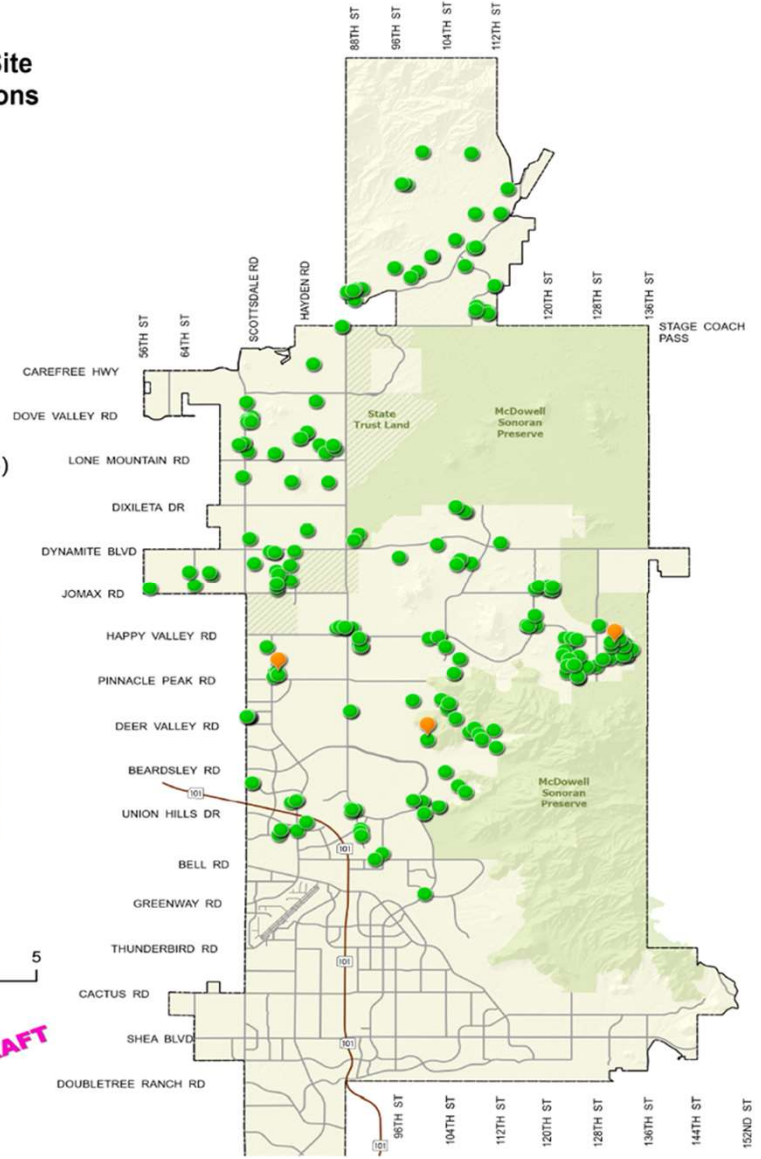 Site
ons
88TH ST
96TH ST
104TH ST
112TH ST
SCOTTSDALE RD
HAYDEN RD
56TH ST
64TH ST
120TH ST
128TH ST
136TH ST
STAGE COACH
PASS
CAREFREE HWY
DOVE VALLEY RD
State
Trust Land
McDowell
Sonoran
Preserve
)
LONE MOUNTAIN RD
DIXILETA DR
DYNAMITE BLVD
JOMAX RD
HAPPY VALLEY RD
PINNACLE PEAK RD
DEER VALLEY RD
BEARDSLEY RD
101
McDowell
Sonoran
Preserve
UNION HILLS DR
101
BELL RD
GREENWAY RD
THUNDERBIRD RD
5
101
CACTUS RD
AFT
SHEA BLVD
101
DOUBLETREE RANCH RD
101
96TH ST
104TH ST
112TH ST
120TH ST
128TH ST
136TH ST
144TH ST
152ND ST